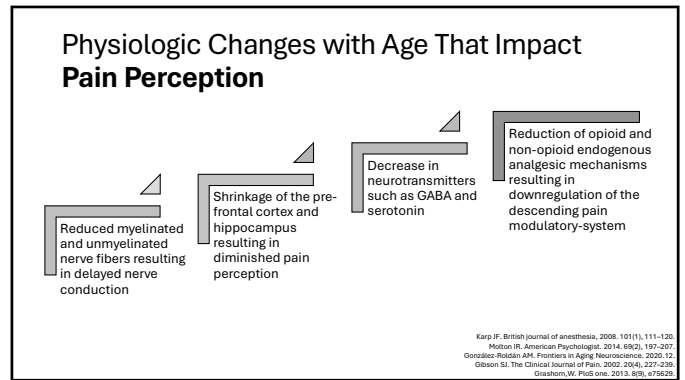 Physiologic Changes with Age That Impact
Pain Perception
Reduced myelinated
and unmyelinated
nerve fibers resulting
in delayed nerve
conduction
Shrinkage of the pre-
frontal cortex and
hippocampus
resulting in
diminished pain
perception
Decrease in
neurotransmitters
such as GABA and
serotonin
Reduction of opioid and
non-opioid endogenous
analgesic mechanisms
resulting in
downregulation of the
descending pain
modulatory-system
Karp JF. British journal of anesthesia, 2008. 101(1), 111–120.
Molton IR. American Psychologist. 2014. 69(2), 197–207.
González-Roldán AM. Frontiers in Aging Neuroscience. 2020.12.
Gibson SJ. The Clinical Journal of Pain. 2002. 20(4), 227–239.
Grashorn,W. PloS one. 2013. 8(9), e75629.